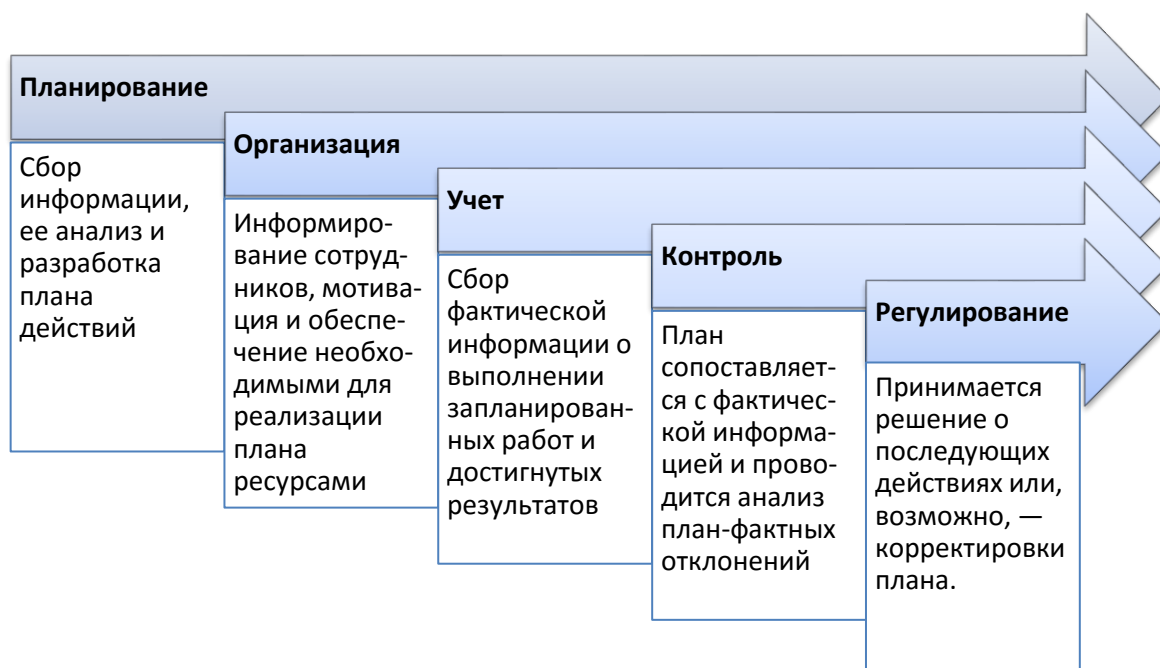 Планирование
Сбор
информации,
ее анализ и
разработка
плана
действий
Организация
Информиро-
вание сотруд-
ников, мотива-
ция и обеспе-
чение необхо-
димыми для
реализации
плана
ресурсами
Учет
Сбор
фактической
информации о
выполнении
запланирован-
ных работ и
достигнутых
результатов
Контроль
План
сопоставляет-
ся с фактичес-
кой информа-
цией и прово-
дится анализ
план-фактных
отклонений
Регулирование
Принимается
решение о
последующих
действиях или,
возможно, —
корректировки
плана.